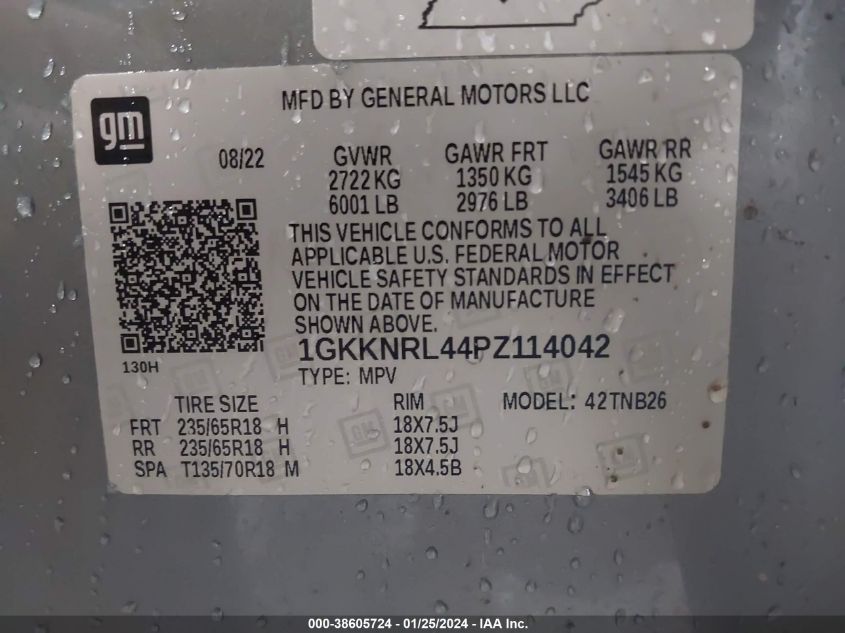 MFD BY GENERAL MOTORS LLC
gm
08/22 GVWR GAWR FRT GAWR RR
2722 KG 1350 KG 1545 KG
6001 LB 2976 LB 3406 LB
THIS VEHICLE CONFORMS TO ALL
APPLICABLE U.S. FEDERAL MOTOR
VEHICLE SAFETY STANDARDS IN EFFECT
ON THE DATE OF MANUFACTURE
SHOWN ABOVE.
1GKKNRL44PZ114042
130H
TYPE: MPV
TIRE SIZE RIM MODEL: 42TNB26
FRT 235/65R18 H 18X7.5J
RR 235/65R18 H 18X7.5J
SPA T135/70R18 M 18X4.5B
000-38605724 - 01/25/2024 - IAA, Inc.